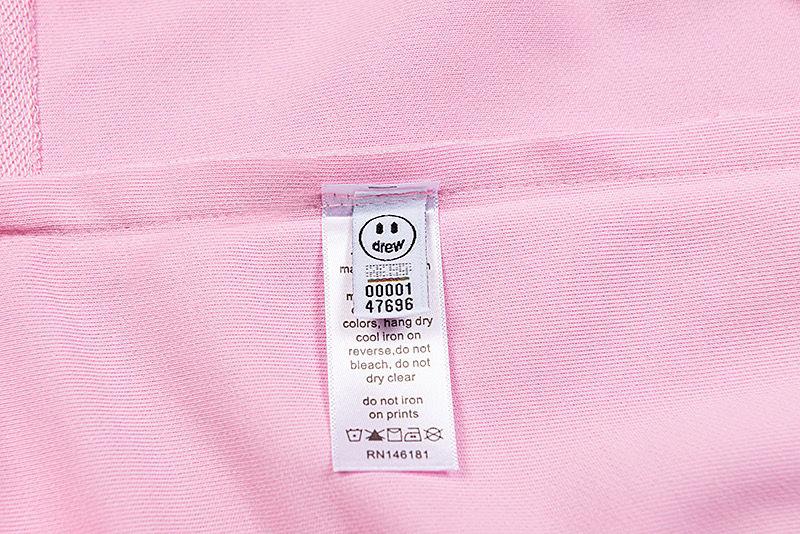 drew
00001
47696
colors, hang dry
cool iron on
reverse,do not
bleach, do not
dry clear
do not iron
on prints
RN146181